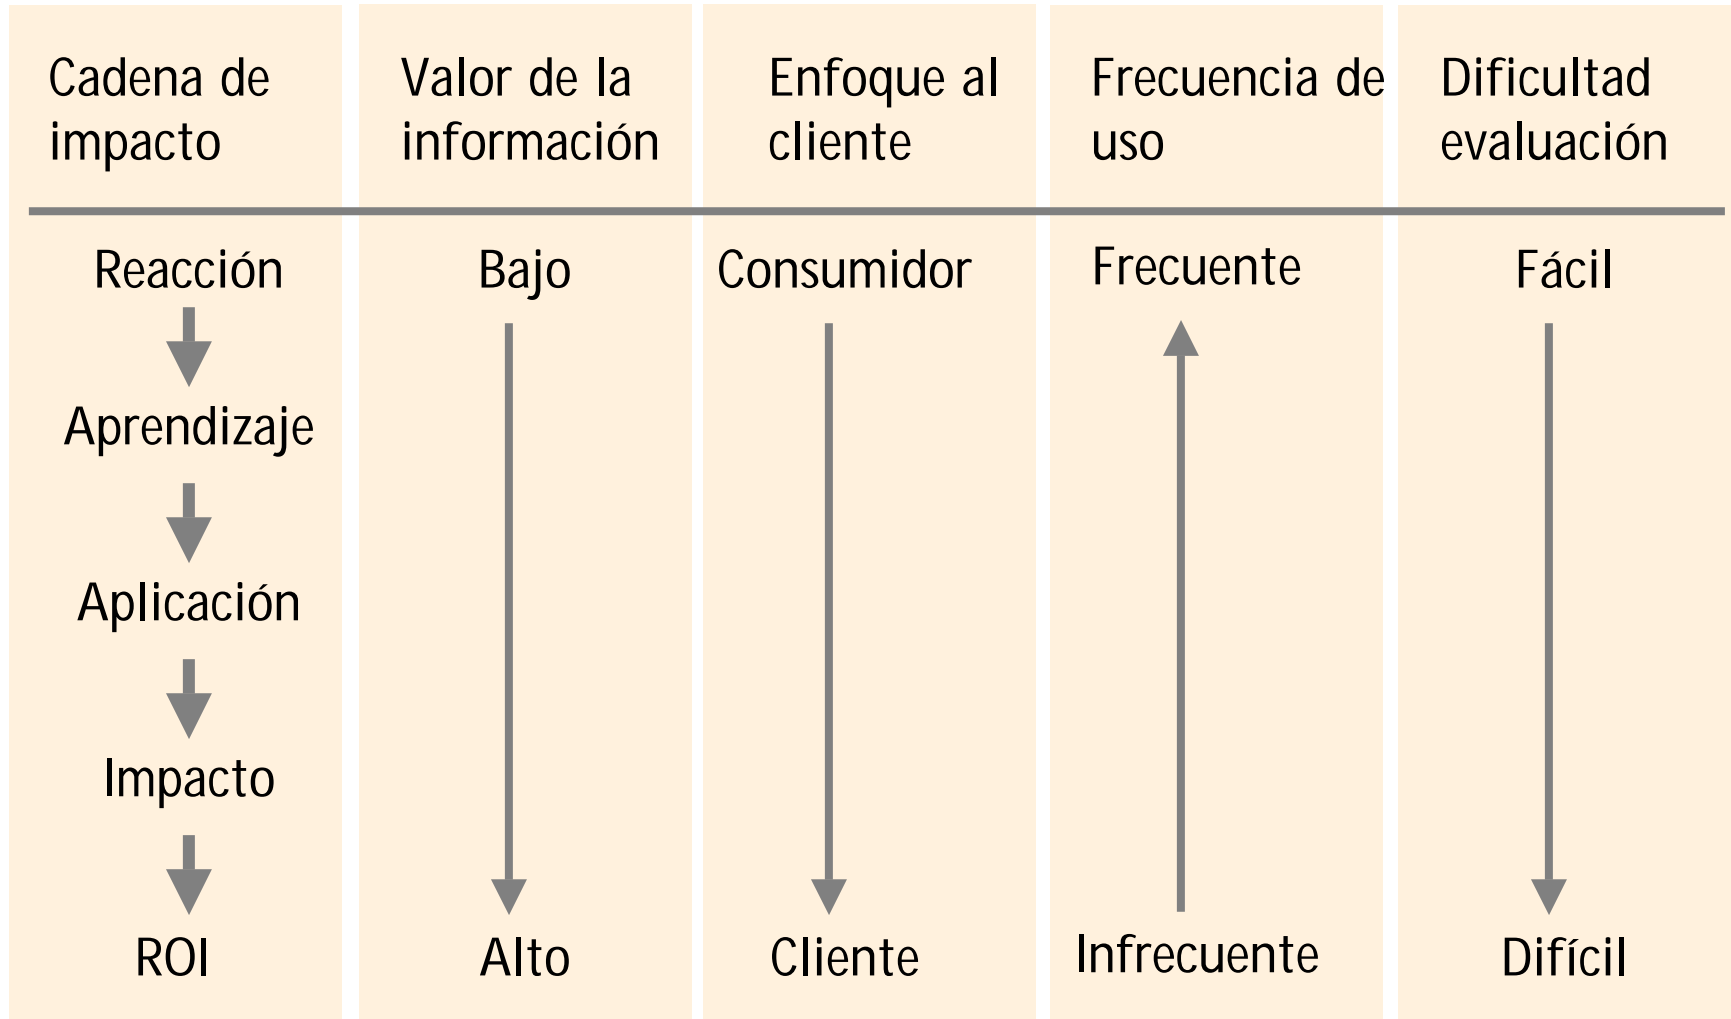 Cadena de
impacto
Valor de la
información
Enfoque al
cliente
Frecuencia de
uso
Dificultad
evaluación
Reacción
Bajo
Consumidor
Frecuente
Fácil
Aprendizaje
Aplicación
Impacto
ROI
Alto
Cliente
Infrecuente
Difícil